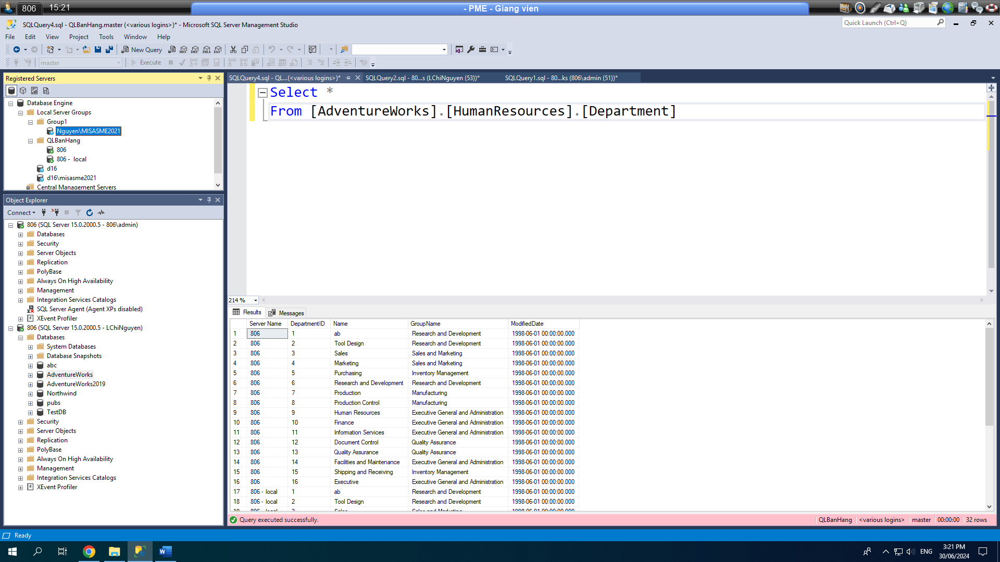 806 15:21 - PME - Giang vien
SQLQuery4.sql - QLBanHang.master (<various logins>)* - Microsoft SQL Server Management Studio
Quick Launch (Ctrl+Q)
File Edit View Project Tools Window Help
New Query MDX DMX XMLA DAX
master Execute
Registered Servers
Database Engine
Local Server Groups
Group1
Nguyen\MISASME2021
QLBanHang
806
806 - local
d16
d16\misasme2021
Central Management Servers
Object Explorer
Connect
806 (SQL Server 15.0.2000.5 - 806\admin)
Databases
Security
Server Objects
Replication
PolyBase
Always On High Availability
Management
Integration Services Catalogs
SQL Server Agent (Agent XPs disabled)
XEvent Profiler
806 (SQL Server 15.0.2000.5 - LChiNguyen)
Databases
System Databases
Database Snapshots
abc
AdventureWorks
AdventureWorks2019
Northwind
pubs
TestDB
Security
Server Objects
Replication
PolyBase
Always On High Availability
Management
Integration Services Catalogs
XEvent Profiler
SQLQuery4.sql - QL...(<various logins>)* SQLQuery2.sql - 80...s (LChiNguyen (53))* SQLQuery1.sql - 80...ks (806\admin (51))*
Select *
From [AdventureWorks].[HumanResources].[Department]
214 %
Results Messages
Server Name DepartmentID Name GroupName ModifiedDate
1 806 1 ab Research and Development 1998-06-01 00:00:00.000
2 806 2 Tool Design Research and Development 1998-06-01 00:00:00.000
3 806 3 Sales Sales and Marketing 1998-06-01 00:00:00.000
4 806 4 Marketing Sales and Marketing 1998-06-01 00:00:00.000
5 806 5 Purchasing Inventory Management 1998-06-01 00:00:00.000
6 806 6 Research and Development Research and Development 1998-06-01 00:00:00.000
7 806 7 Production Manufacturing 1998-06-01 00:00:00.000
8 806 8 Production Control Manufacturing 1998-06-01 00:00:00.000
9 806 9 Human Resources Executive General and Administration 1998-06-01 00:00:00.000
10 806 10 Finance Executive General and Administration 1998-06-01 00:00:00.000
11 806 11 Information Services Executive General and Administration 1998-06-01 00:00:00.000
12 806 12 Document Control Quality Assurance 1998-06-01 00:00:00.000
13 806 13 Quality Assurance Quality Assurance 1998-06-01 00:00:00.000
14 806 14 Facilities and Maintenance Executive General and Administration 1998-06-01 00:00:00.000
15 806 15 Shipping and Receiving Inventory Management 1998-06-01 00:00:00.000
16 806 16 Executive Executive General and Administration 1998-06-01 00:00:00.000
17 806 - local 1 ab Research and Development 1998-06-01 00:00:00.000
18 806 - local 2 Tool Design Research and Development 1998-06-01 00:00:00.000
19 806 - local 3 Sales Sales and Marketing 1998-06-01 00:00:00.000
Query executed successfully. QLBanHang <various logins> master 00:00:00 32 rows
Ready
ENG 3:21 PM
30/06/2024